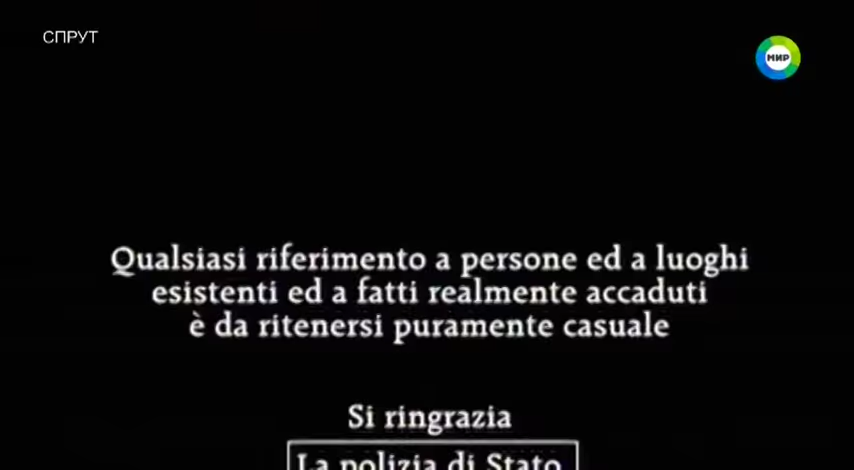 СПРУТ
МИР
Qualsiasi riferimento a persone ed a luoghi
esistenti ed a fatti realmente accaduti
è da ritenersi puramente casuale
Si ringrazia
La polizia di Stato